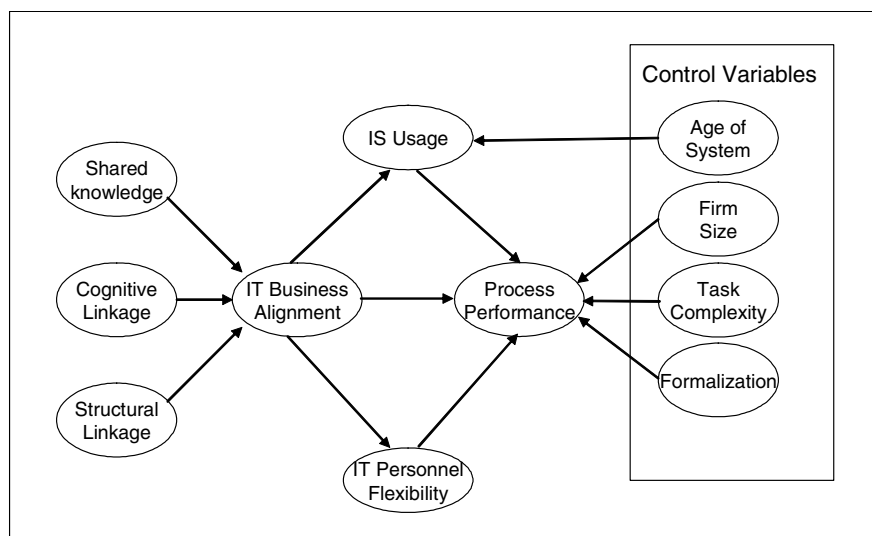 Control Variables
IS Usage
Age of
System
Shared
knowledge
Firm
Size
Cognitive
Linkage
IT Business
Alignment
Process
Performance
Task
Complexity
Formalization
Structural
Linkage
IT Personnel
Flexibility